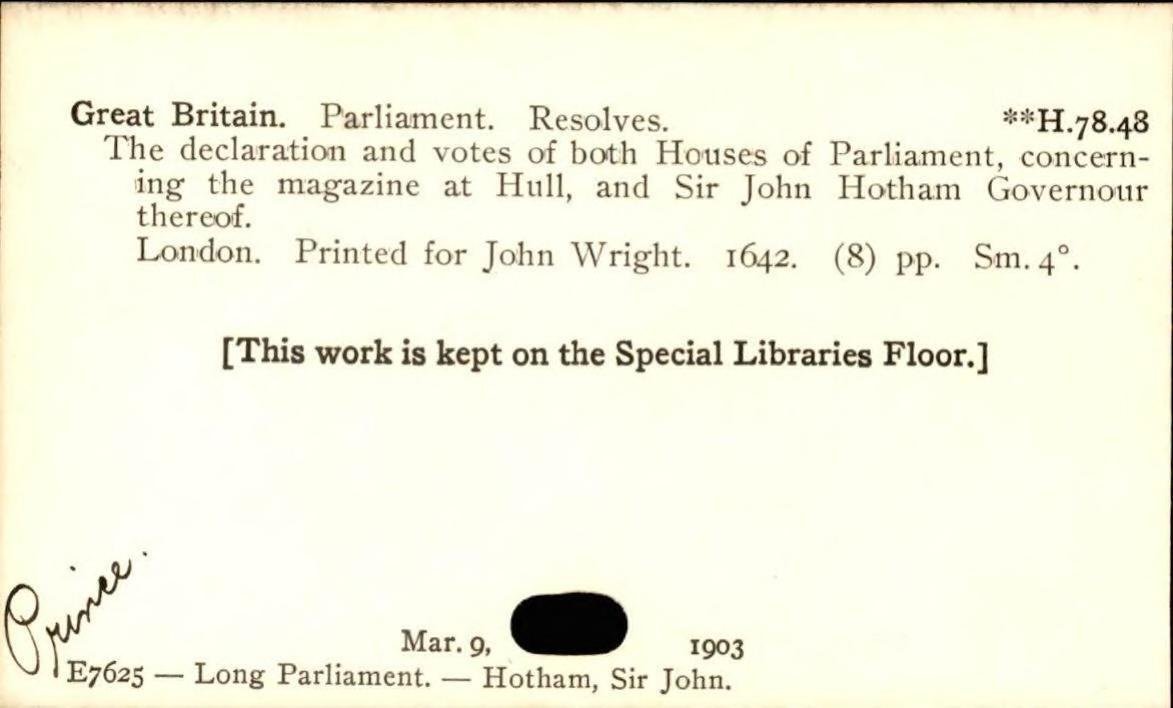 Great Britain. Parliament. Resolves. **H.78.48
The declaration and votes of both Houses of Parliament, concern-
ing the magazine at Hull, and Sir John Hotham Governour
thereof.
London. Printed for John Wright. 1642. (8) pp. Sm. 4°.
[This work is kept on the Special Libraries Floor.]
Prince.
Mar. 9, 1903
E7625 — Long Parliament. — Hotham, Sir John.